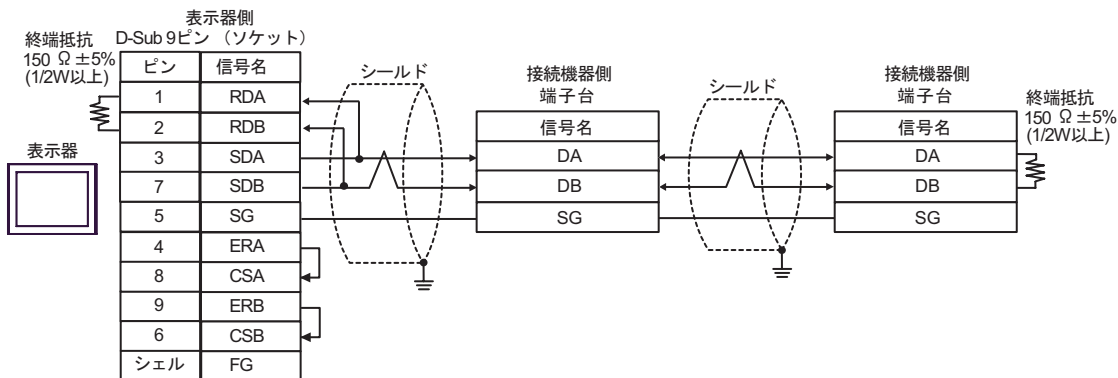 表示器側
D-Sub 9ピン (ソケット)
終端抵抗
150 Ω ±5%
(1/2W以上)
ピン 信号名
1 RDA
2 RDB
3 SDA
7 SDB
5 SG
4 ERA
8 CSA
9 ERB
6 CSB
シェル FG
表示器
シールド
接続機器側
端子台
信号名
DA
DB
SG
シールド
接続機器側
端子台
信号名
DA
DB
SG
終端抵抗
150 Ω ±5%
(1/2W以上)